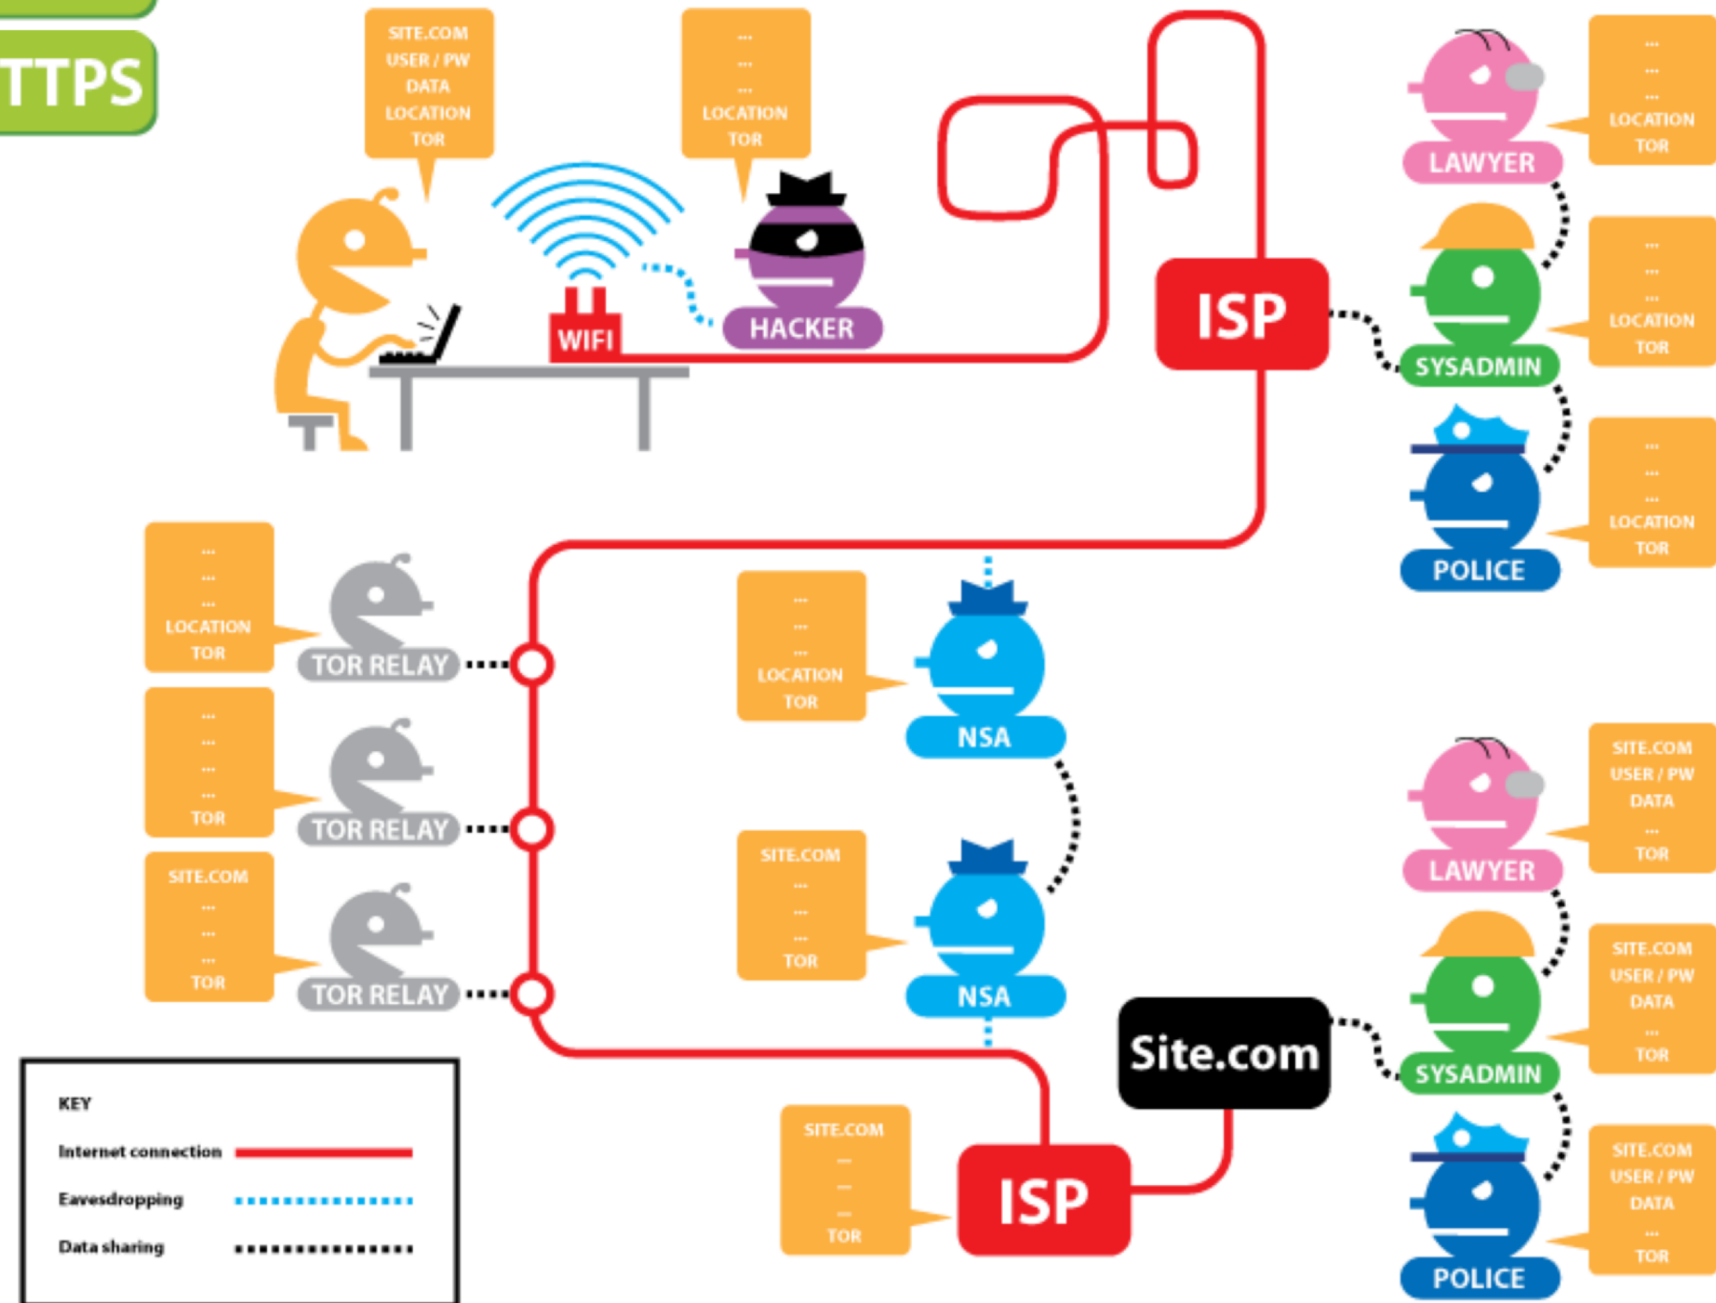 TTPS
SITE.COM
USER / PW
DATA
LOCATION
TOR
...
...
...
LOCATION
TOR
WIFI
HACKER
ISP
...
...
...
LOCATION
TOR
LAWYER
...
...
...
LOCATION
TOR
SYSADMIN
...
...
...
LOCATION
TOR
POLICE
...
...
...
LOCATION
TOR
TOR RELAY
...
...
...
...
TOR
TOR RELAY
SITE.COM
...
...
...
TOR
TOR RELAY
...
...
...
LOCATION
TOR
NSA
SITE.COM
...
...
...
TOR
NSA
SITE.COM
USER / PW
DATA
...
TOR
LAWYER
SITE.COM
USER / PW
DATA
...
TOR
SYSADMIN
SITE.COM
USER / PW
DATA
...
TOR
POLICE
Site.com
SITE.COM
...
...
...
TOR
ISP
KEY
Internet connection
Eavesdropping
Data sharing